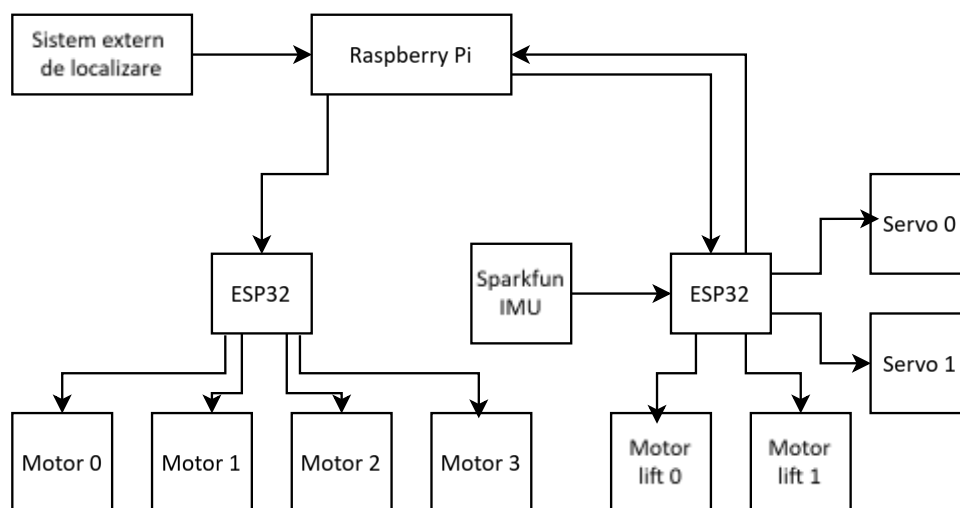 Sistem extern
de localizare
Raspberry Pi
Servo 0
ESP32
Sparkfun
IMU
ESP32
Servo 1
Motor 0
Motor 1
Motor 2
Motor 3
Motor
lift 0
Motor
lift 1